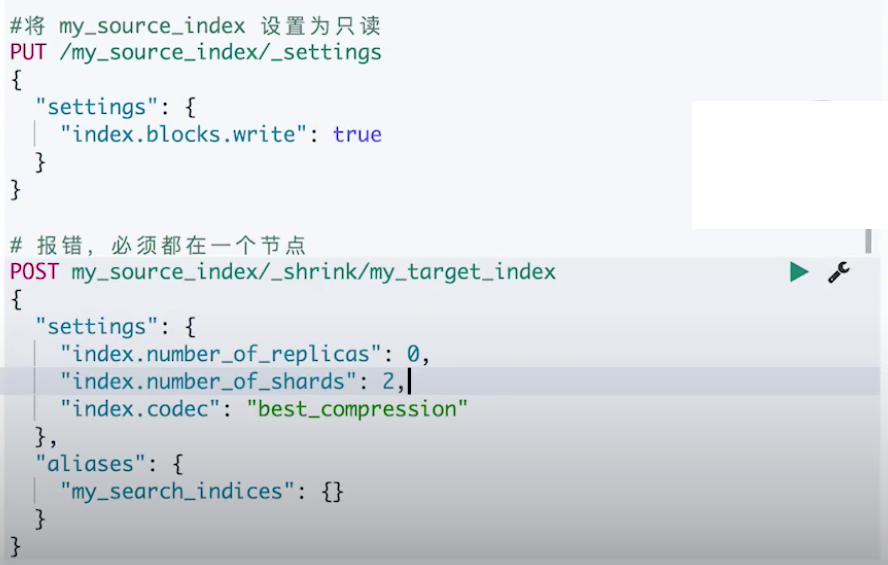 #将 my_source_index 设置为只读
PUT /my_source_index/_settings
{
  "settings": {
    "index.blocks.write": true
  }
}

# 报错，必须都在一个节点
POST my_source_index/_shrink/my_target_index
{
  "settings": {
    "index.number_of_replicas": 0,
    "index.number_of_shards": 2,
    "index.codec": "best_compression"
  },
  "aliases": {
    "my_search_indices": {}
  }
}